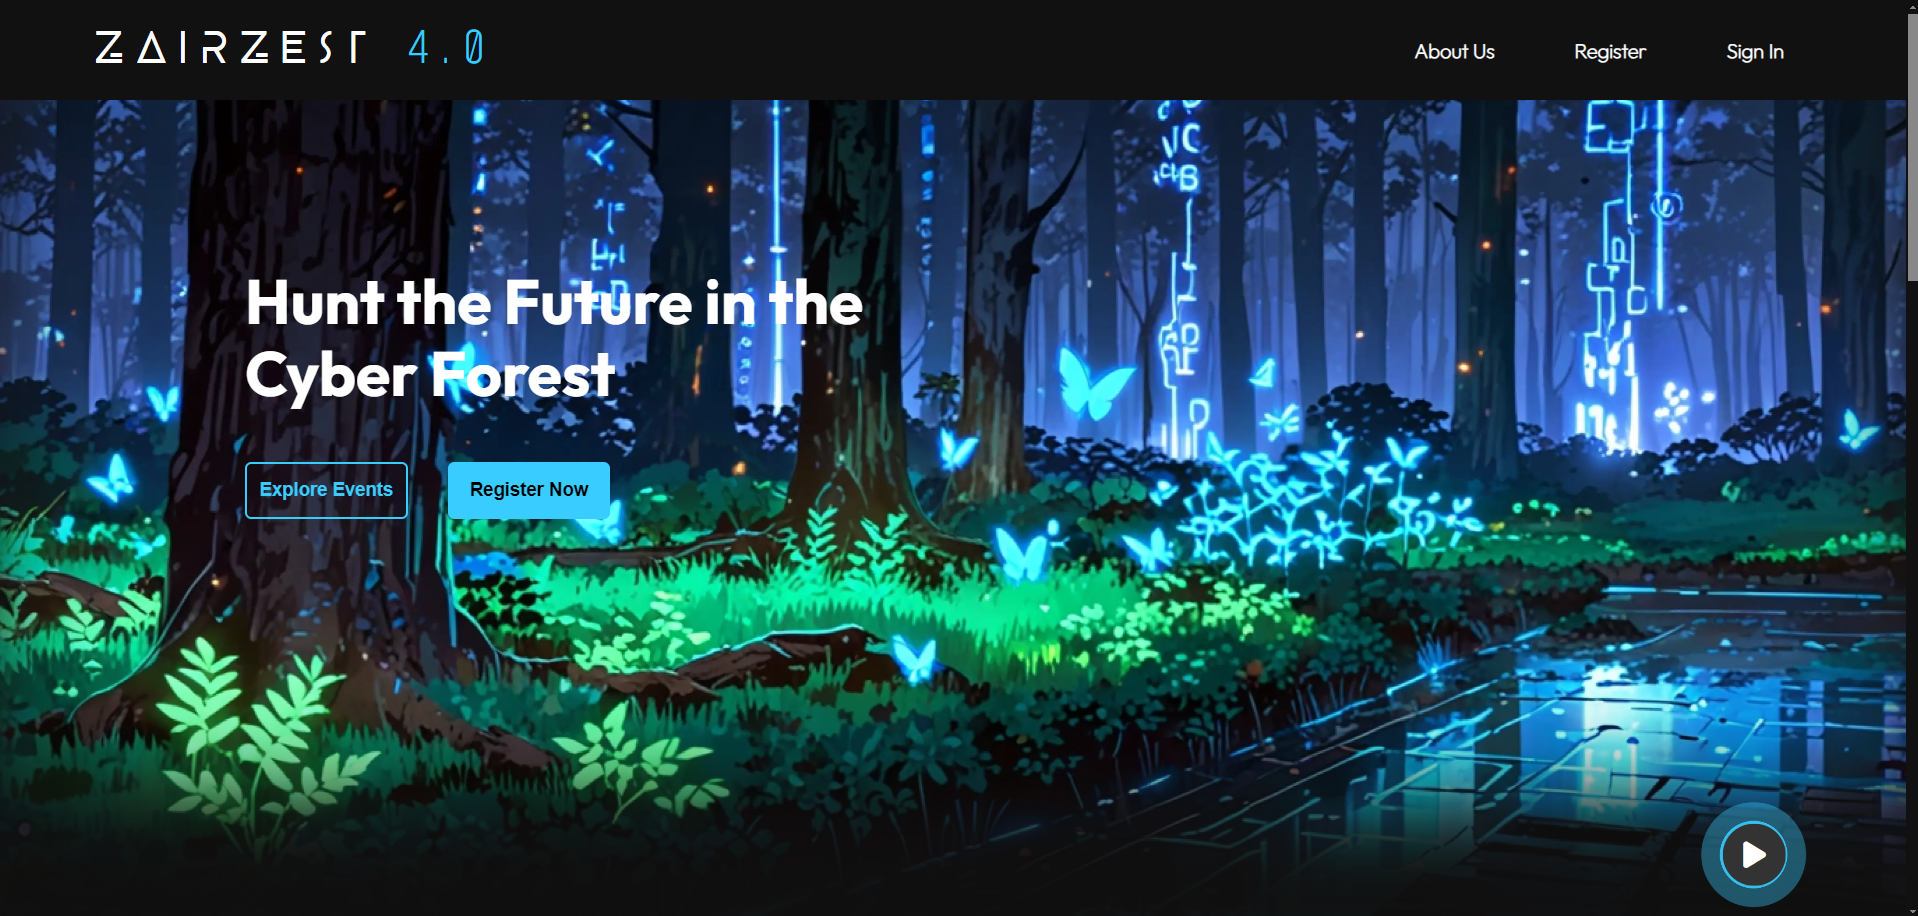 ZAIRZEST 4.0
About Us
Register
Sign In
Hunt the Future in the
Cyber Forest
Explore Events
Register Now